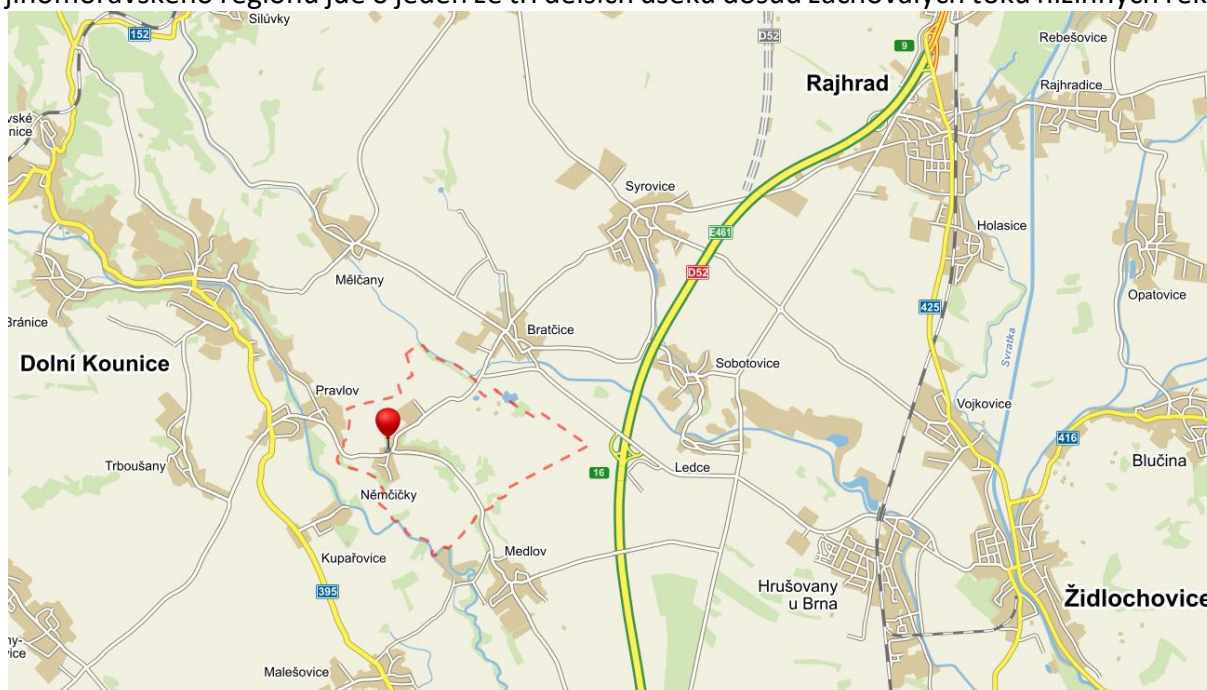 jihomoravského regionu jde o jeden ze tří delších úseků dosud zachovalých toků nížinných řek
Silůvky
152
D52
9
Rebešovice
Rajhrad
Rajhradice
Syrovice
E461
Holasice
D52
Mělčany
Opatovice
425
Bratčice
Svratka
Dolní Kounice
Sobotovice
Pravlov
Vojkovice
416
Trboušany
Ledce
Blučina
16
Němčičky
Medlov
Kupařovice
Hrušovany
u Brna
395
Židlochovice
Malešovice